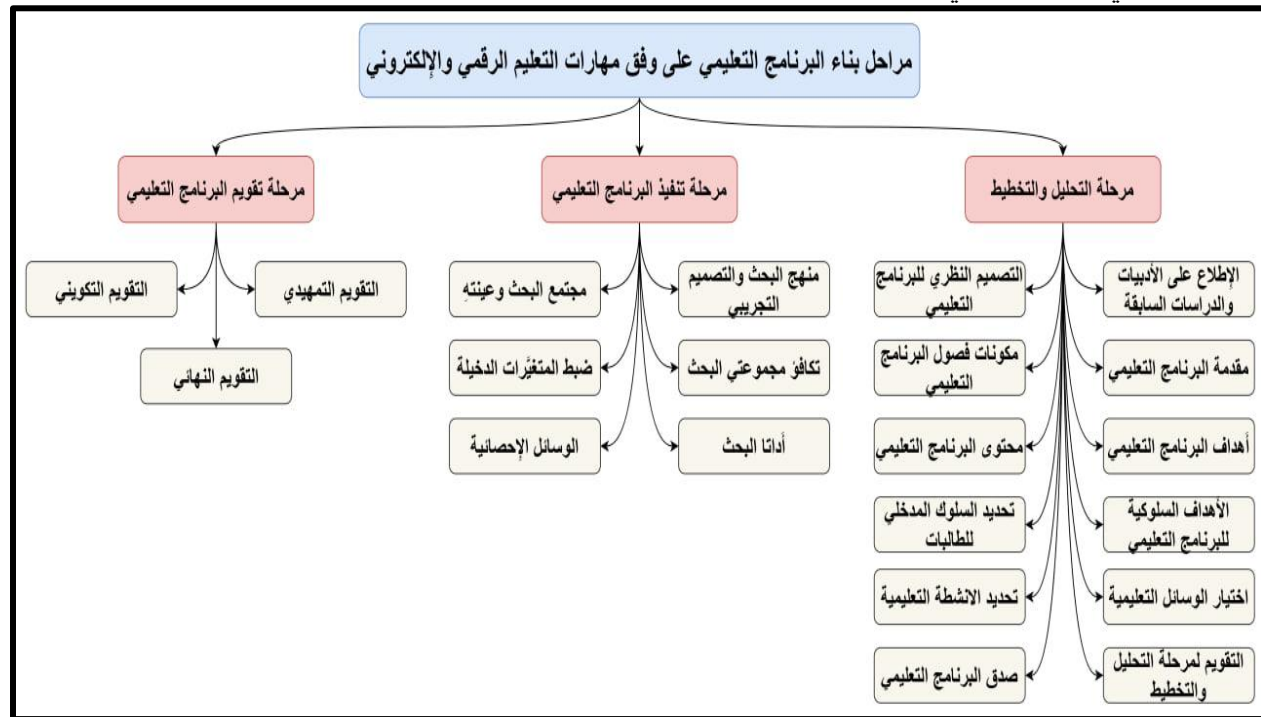 مراحل بناء البرنامج التعليمي على وفق مهارات التعليم الرقمي والإلكتروني
مرحلة التحليل والتخطيط
مرحلة تنفيذ البرنامج التعليمي
مرحلة تقويم البرنامج التعليمي
الإطلاع على الأدبيات
والدراسات السابقة
التصميم النظري للبرنامج
التعليمي
مقدمة البرنامج التعليمي
مكونات فصول البرنامج
التعليمي
أهداف البرنامج التعليمي
محتوى البرنامج التعليمي
الأهداف السلوكية
للبرنامج التعليمي
تحديد السلوك المدخلي
للطالبات
اختيار الوسائل التعليمية
تحديد الانشطة التعليمية
التقويم لمرحلة التحليل
والتخطيط
صدق البرنامج التعليمي
منهج البحث والتصميم
التجريبي
مجتمع البحث وعينتهِ
تكافؤ مجموعتي البحث
ضبط المتغيَّرات الدخيلة
أداتا البحث
الوسائل الإحصائية
التقويم التمهيدي
التقويم التكويني
التقويم النهائي